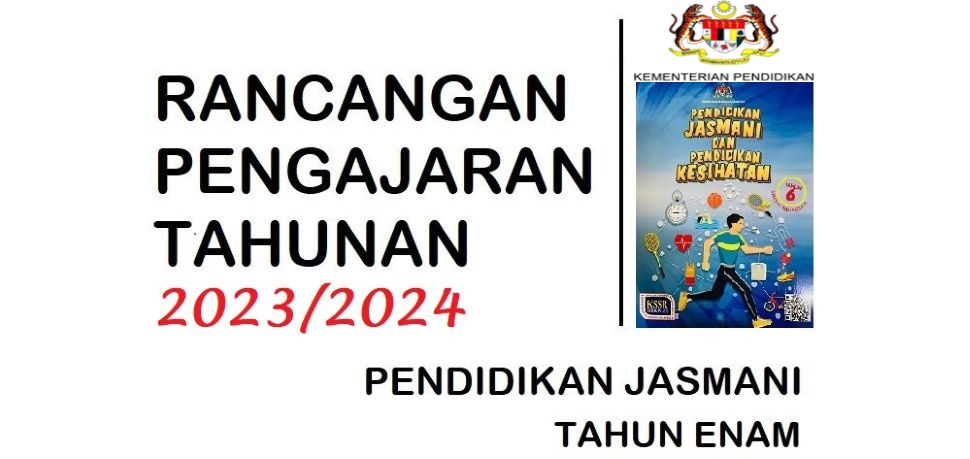 RANCANGAN
PENGAJARAN
TAHUNAN
2023/2024
KEMENTERIAN PENDIDIKAN
PENDIDIKAN
JASMANI
DAN
PENDIDIKAN
KESIHATAN
6
KSSR
PENDIDIKAN JASMANI
TAHUN ENAM